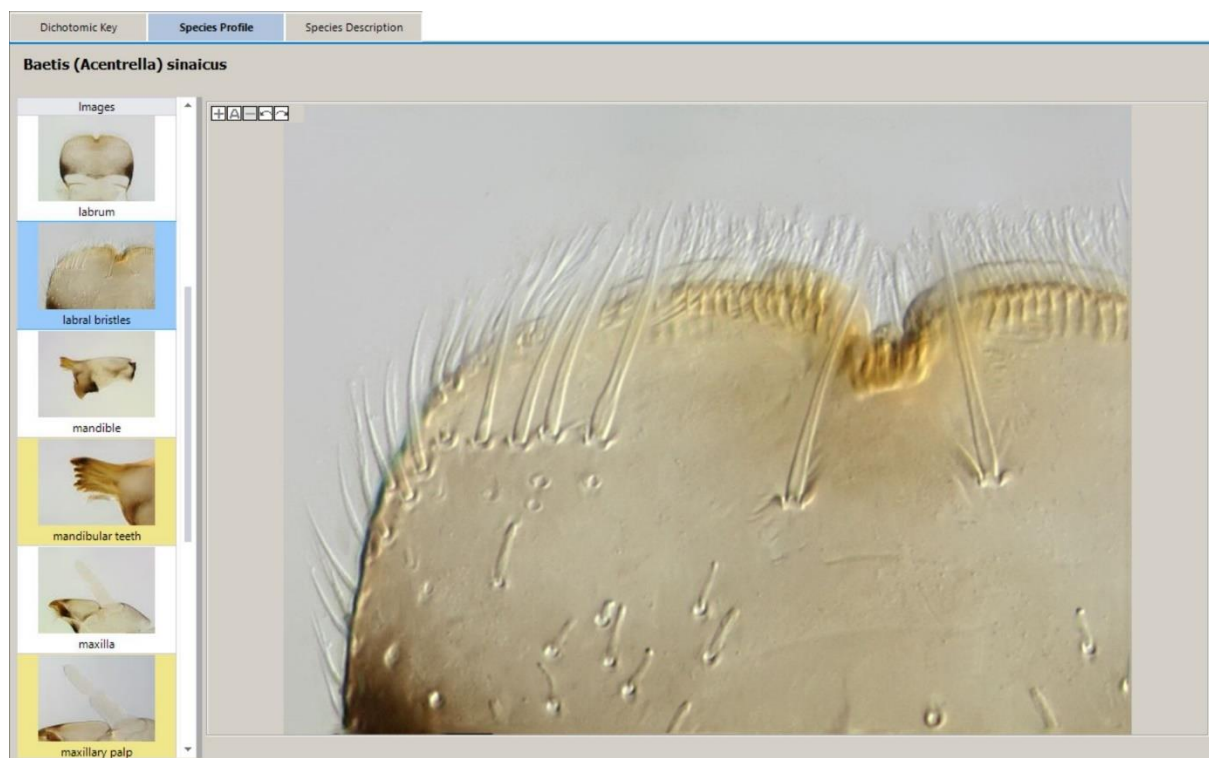 Dichotomic Key Species Profile Species Description
Baetis (Acentrella) sinaicus
Images
labrum
labral bristles
mandible
mandibular teeth
maxilla
maxillary palp
A